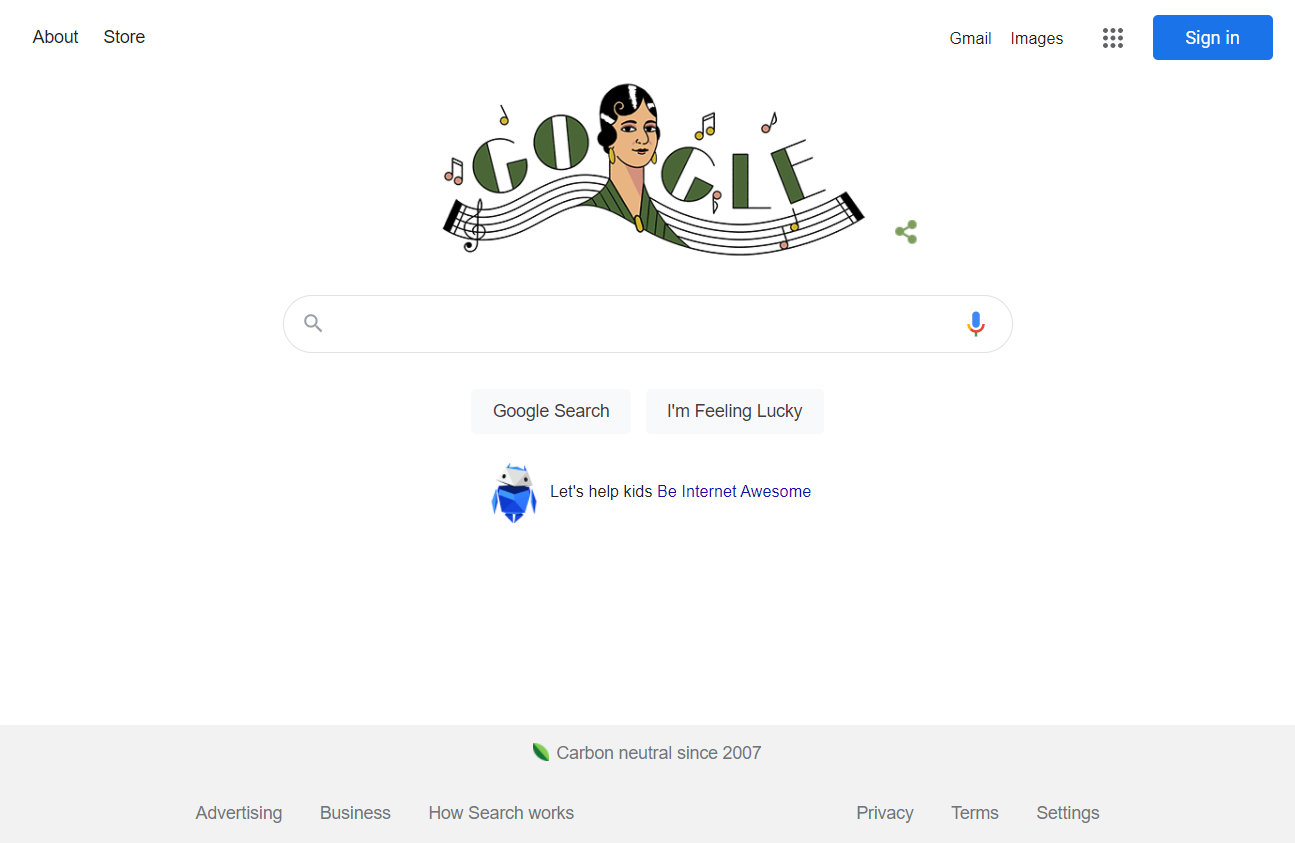 About Store
Gmail Images Sign in
GOOGLE
Google Search I'm Feeling Lucky
Let's help kids Be Internet Awesome
Carbon neutral since 2007
Advertising Business How Search works Privacy Terms Settings